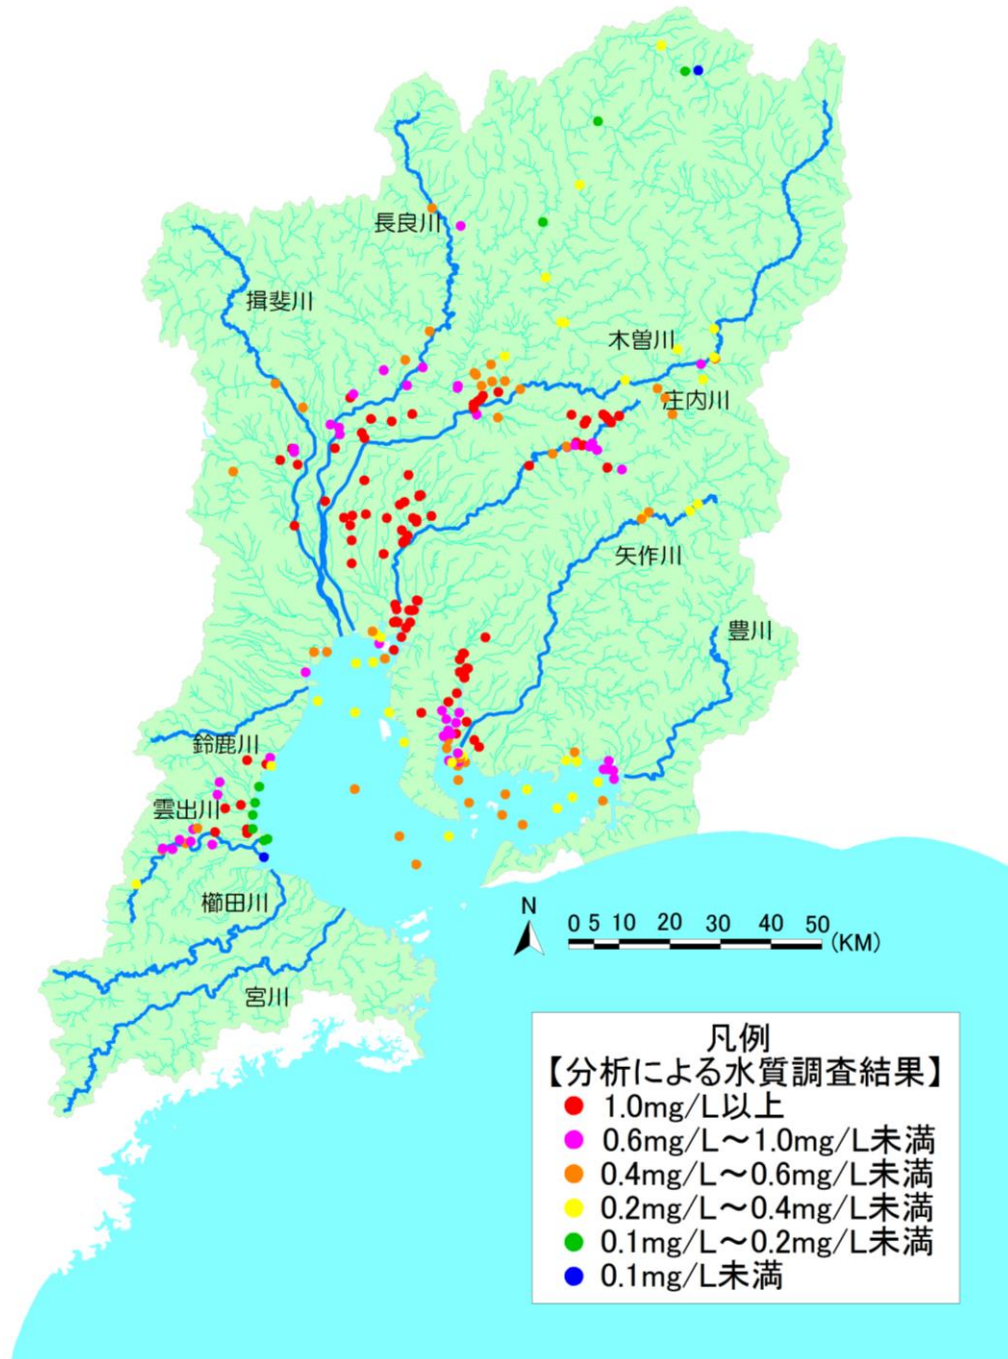 長良川
揖斐川
木曽川
庄内川
矢作川
豊川
鈴鹿川
雲出川
櫛田川
宮川
N
0 5 10 20 30 40 50
(KM)
凡例
【分析による水質調査結果】
1.0mg/L以上
0.6mg/L～1.0mg/L未満
0.4mg/L～0.6mg/L未満
0.2mg/L～0.4mg/L未満
0.1mg/L～0.2mg/L未満
0.1mg/L未満